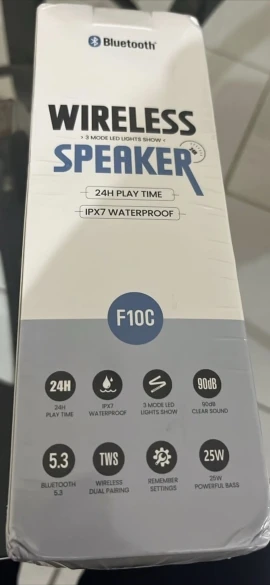 Bluetooth®
WIRELESS
• 3 MODE LED LIGHTS SHOW •
SPEAKER
24H PLAY TIME
IPX7 WATERPROOF
F10C
24H
90dB
24H
PLAY TIME
IPX7
WATERPROOF
3 MODE LED
LIGHTS SHOW
90dB
CLEAR SOUND
5.3
TWS
25W
BLUETOOTH
5.3
WIRELESS
DUAL PAIRING
REMEMBER
SETTINGS
25W
POWERFUL BASS